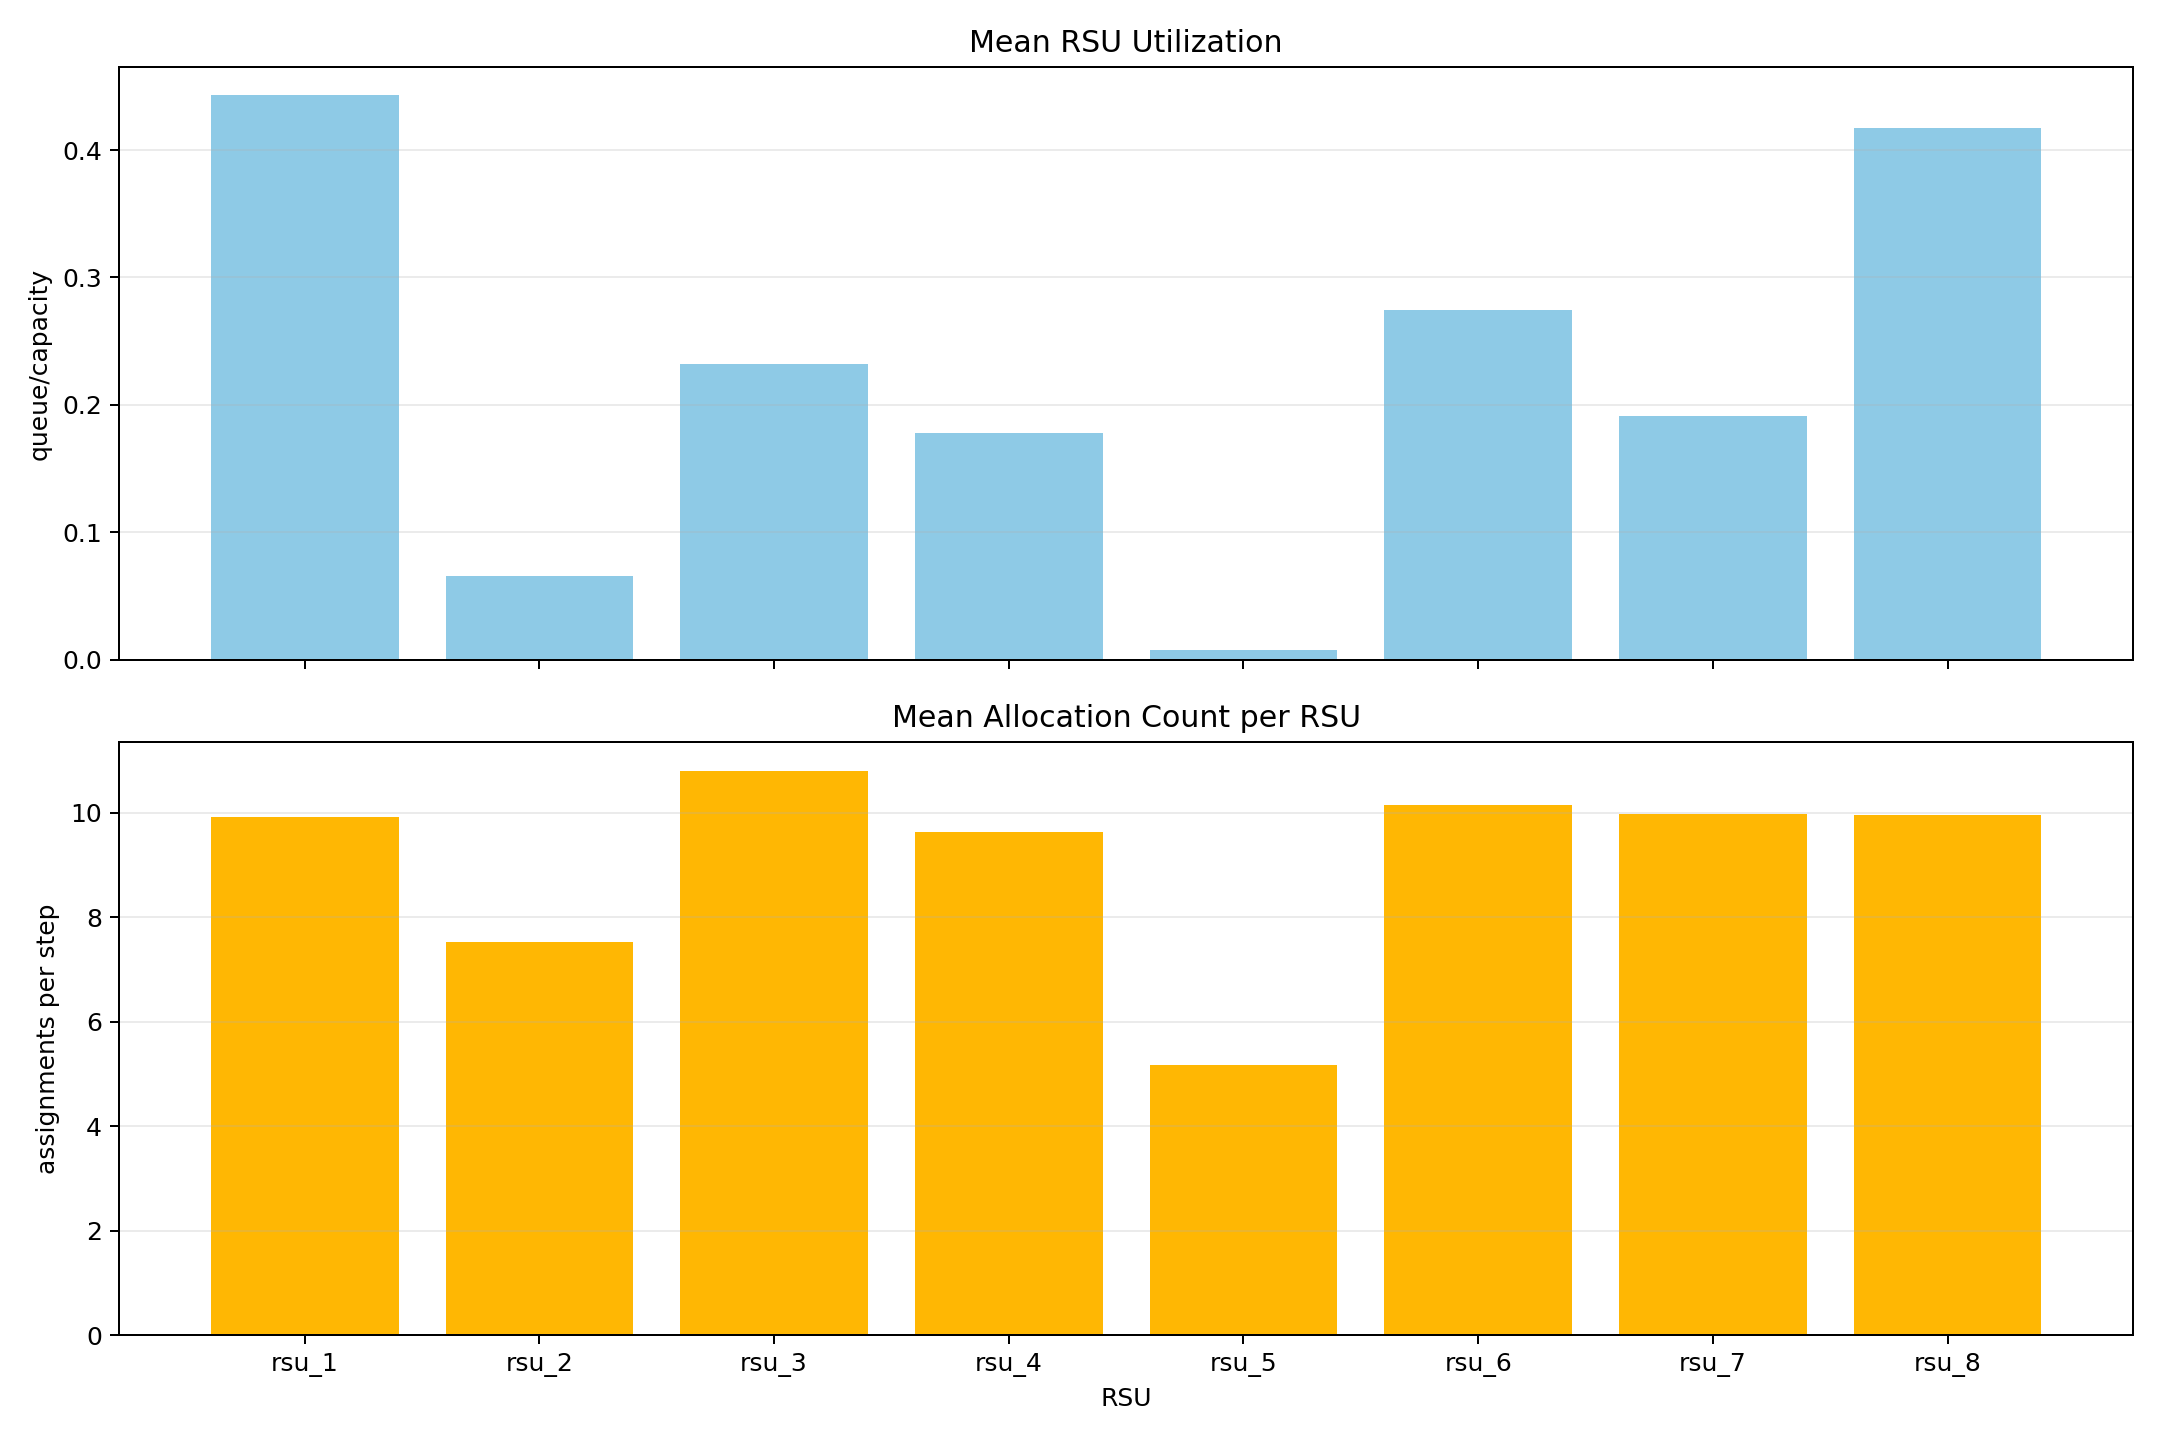 Mean RSU Utilization
queue/capacity
0.4
0.3
0.2
0.1
0.0
Mean Allocation Count per RSU
assignments per step
10
8
6
4
2
0
rsu_1 rsu_2 rsu_3 rsu_4 rsu_5 rsu_6 rsu_7 rsu_8
RSU